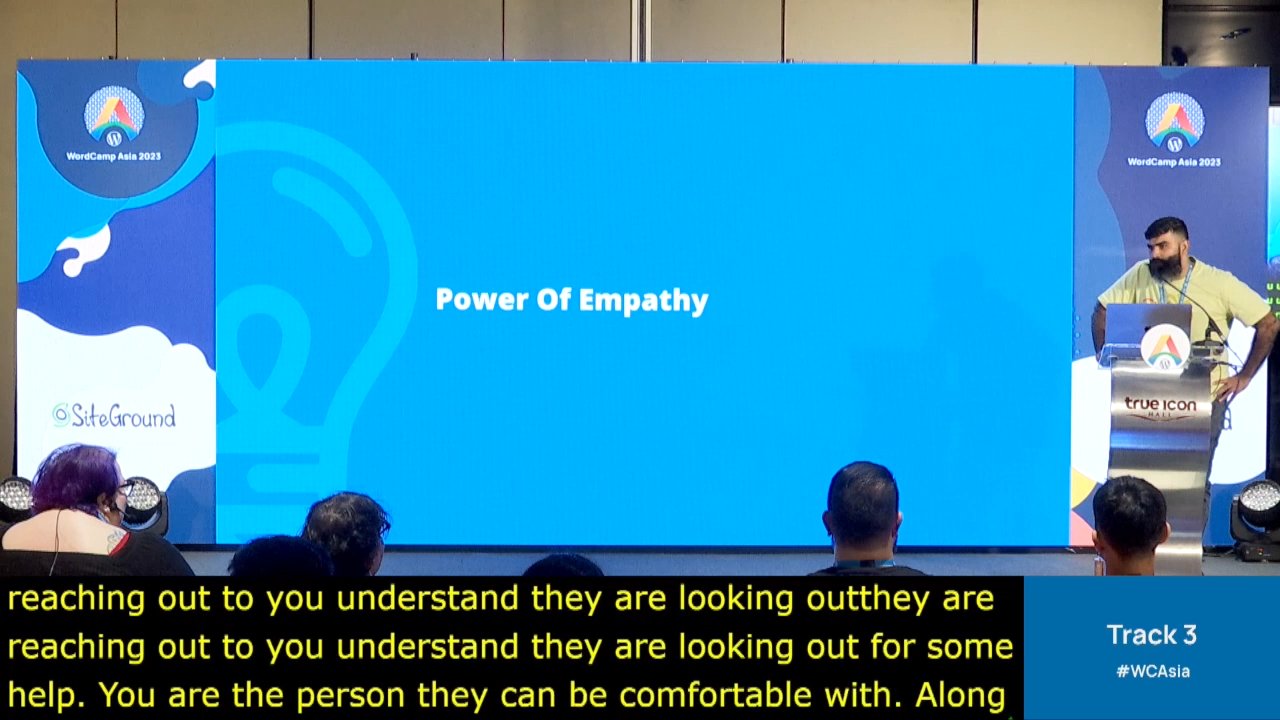 WordCamp Asia 2023
WordCamp Asia 2023
Power Of Empathy
SiteGround
true icon
HALL
reaching out to you understand they are looking outthey are
reaching out to you understand they are looking out for some
help. You are the person they can be comfortable with. Along
Track 3
#WCAsia